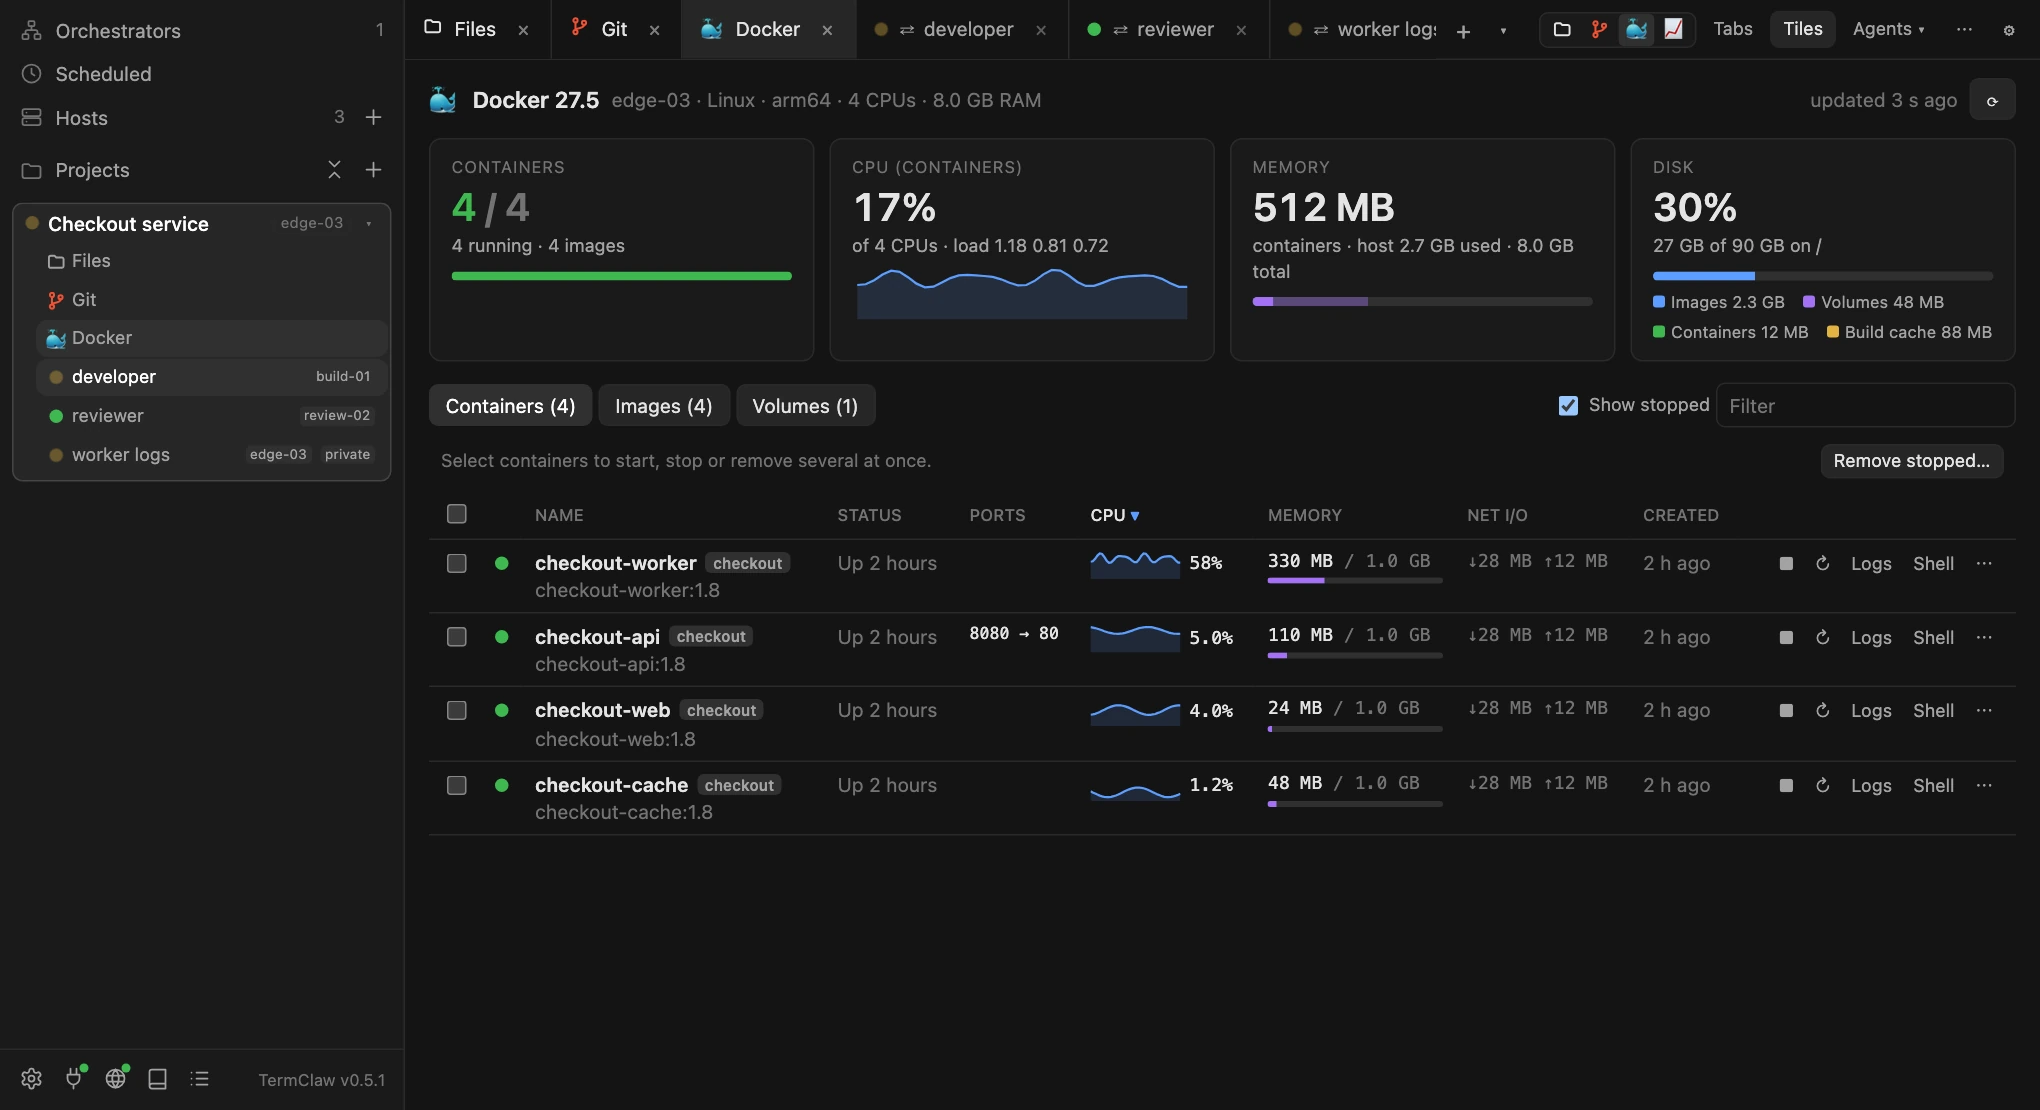 Orchestrators 1
Scheduled
Hosts 3 +
Projects +
Checkout service edge-03
Files
Git
Docker
developer build-01
reviewer review-02
worker logs edge-03 private
TermClaw v0.5.1
Files × Git × Docker × ⇄ developer × ⇄ reviewer × ⇄ worker logs + Tabs Tiles Agents ▾ ···
Docker 27.5 edge-03 · Linux · arm64 · 4 CPUs · 8.0 GB RAM updated 3 s ago
CONTAINERS
4 / 4
4 running · 4 images
CPU (CONTAINERS)
17%
of 4 CPUs · load 1.18 0.81 0.72
MEMORY
512 MB
containers · host 2.7 GB used · 8.0 GB
total
DISK
30%
27 GB of 90 GB on /
Images 2.3 GB Volumes 48 MB
Containers 12 MB Build cache 88 MB
Containers (4) Images (4) Volumes (1) Show stopped Filter
Select containers to start, stop or remove several at once. Remove stopped...
NAME STATUS PORTS CPU ▼ MEMORY NET I/O CREATED
checkout-worker checkout Up 2 hours 58% 330 MB / 1.0 GB ↓28 MB ↑12 MB 2 h ago Logs Shell ···
checkout-worker:1.8
checkout-api checkout Up 2 hours 8080 → 80 5.0% 110 MB / 1.0 GB ↓28 MB ↑12 MB 2 h ago Logs Shell ···
checkout-api:1.8
checkout-web checkout Up 2 hours 4.0% 24 MB / 1.0 GB ↓28 MB ↑12 MB 2 h ago Logs Shell ···
checkout-web:1.8
checkout-cache checkout Up 2 hours 1.2% 48 MB / 1.0 GB ↓28 MB ↑12 MB 2 h ago Logs Shell ···
checkout-cache:1.8